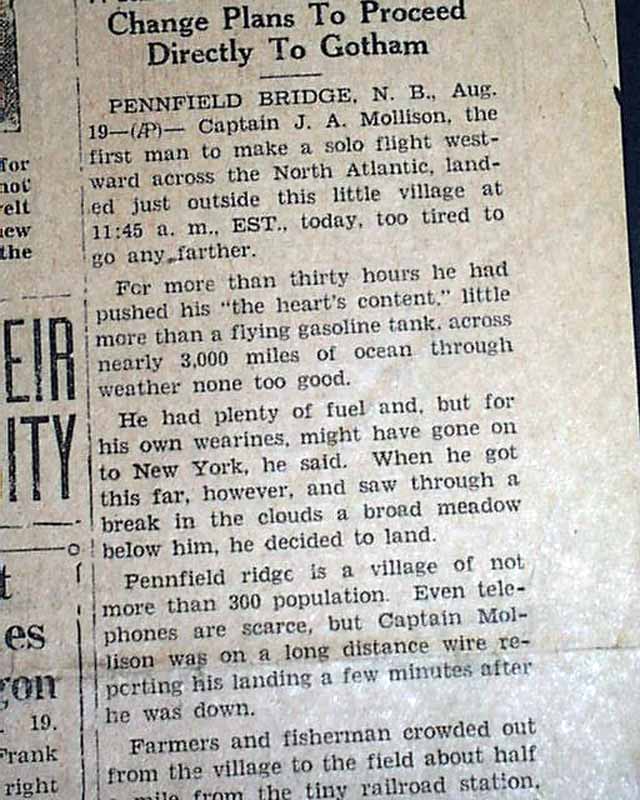 Change Plans To Proceed
Directly To Gotham
PENNFIELD BRIDGE, N. B., Aug.
19—(AP)— Captain J. A. Mollison, the
first man to make a solo flight west-
ward across the North Atlantic, land-
ed just outside this little village at
11:45 a. m., EST., today, too tired to
go any farther.
For more than thirty hours he had
pushed his "the heart's content," little
more than a flying gasoline tank, across
nearly 3,000 miles of ocean through
weather none too good.
He had plenty of fuel and, but for
his own wearines, might have gone on
to New York, he said. When he got
this far, however, and saw through a
break in the clouds a broad meadow
below him, he decided to land.
Pennfield ridge is a village of not
more than 300 population. Even tele-
phones are scarce, but Captain Mol-
lison was on a long distance wire re-
porting his landing a few minutes after
he was down.
Farmers and fisherman crowded out
from the village to the field about half
mile from the tiny railroad station.
for
not
elt
new
the
EIR
ITY
t
es
gon
19.
Frank
right